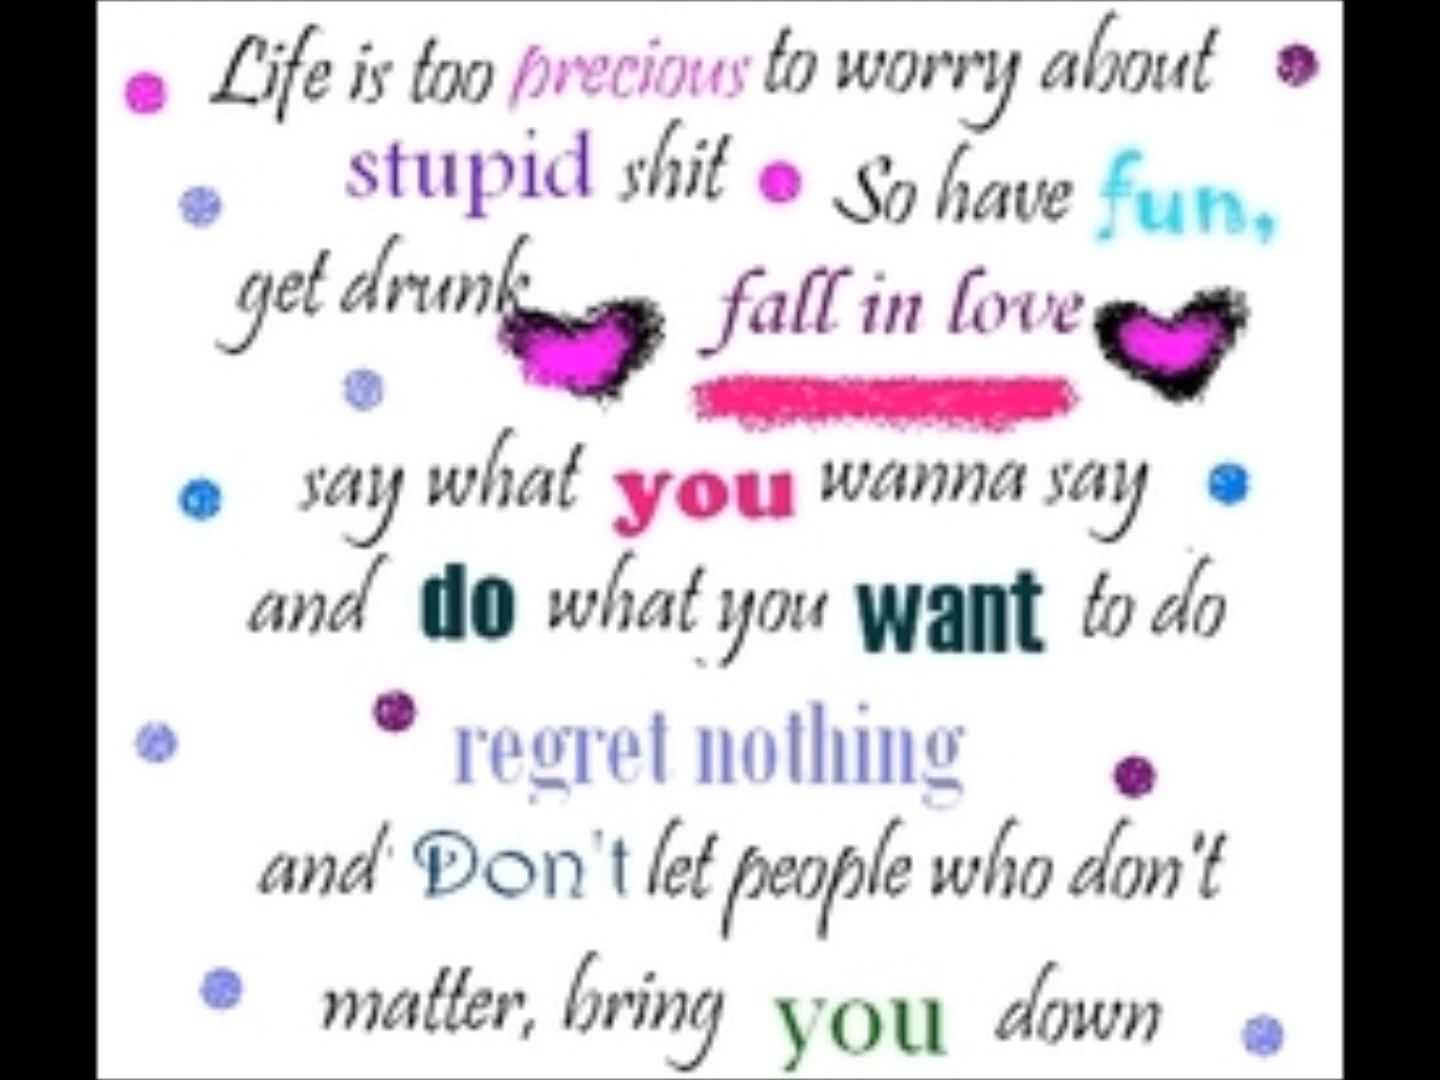 Life is too precious to worry about
stupid shit So have fun,
get drunk fall in love
say what you wanna say
and do what you want to do
regret nothing
and Don't let people who don't
matter, bring you down